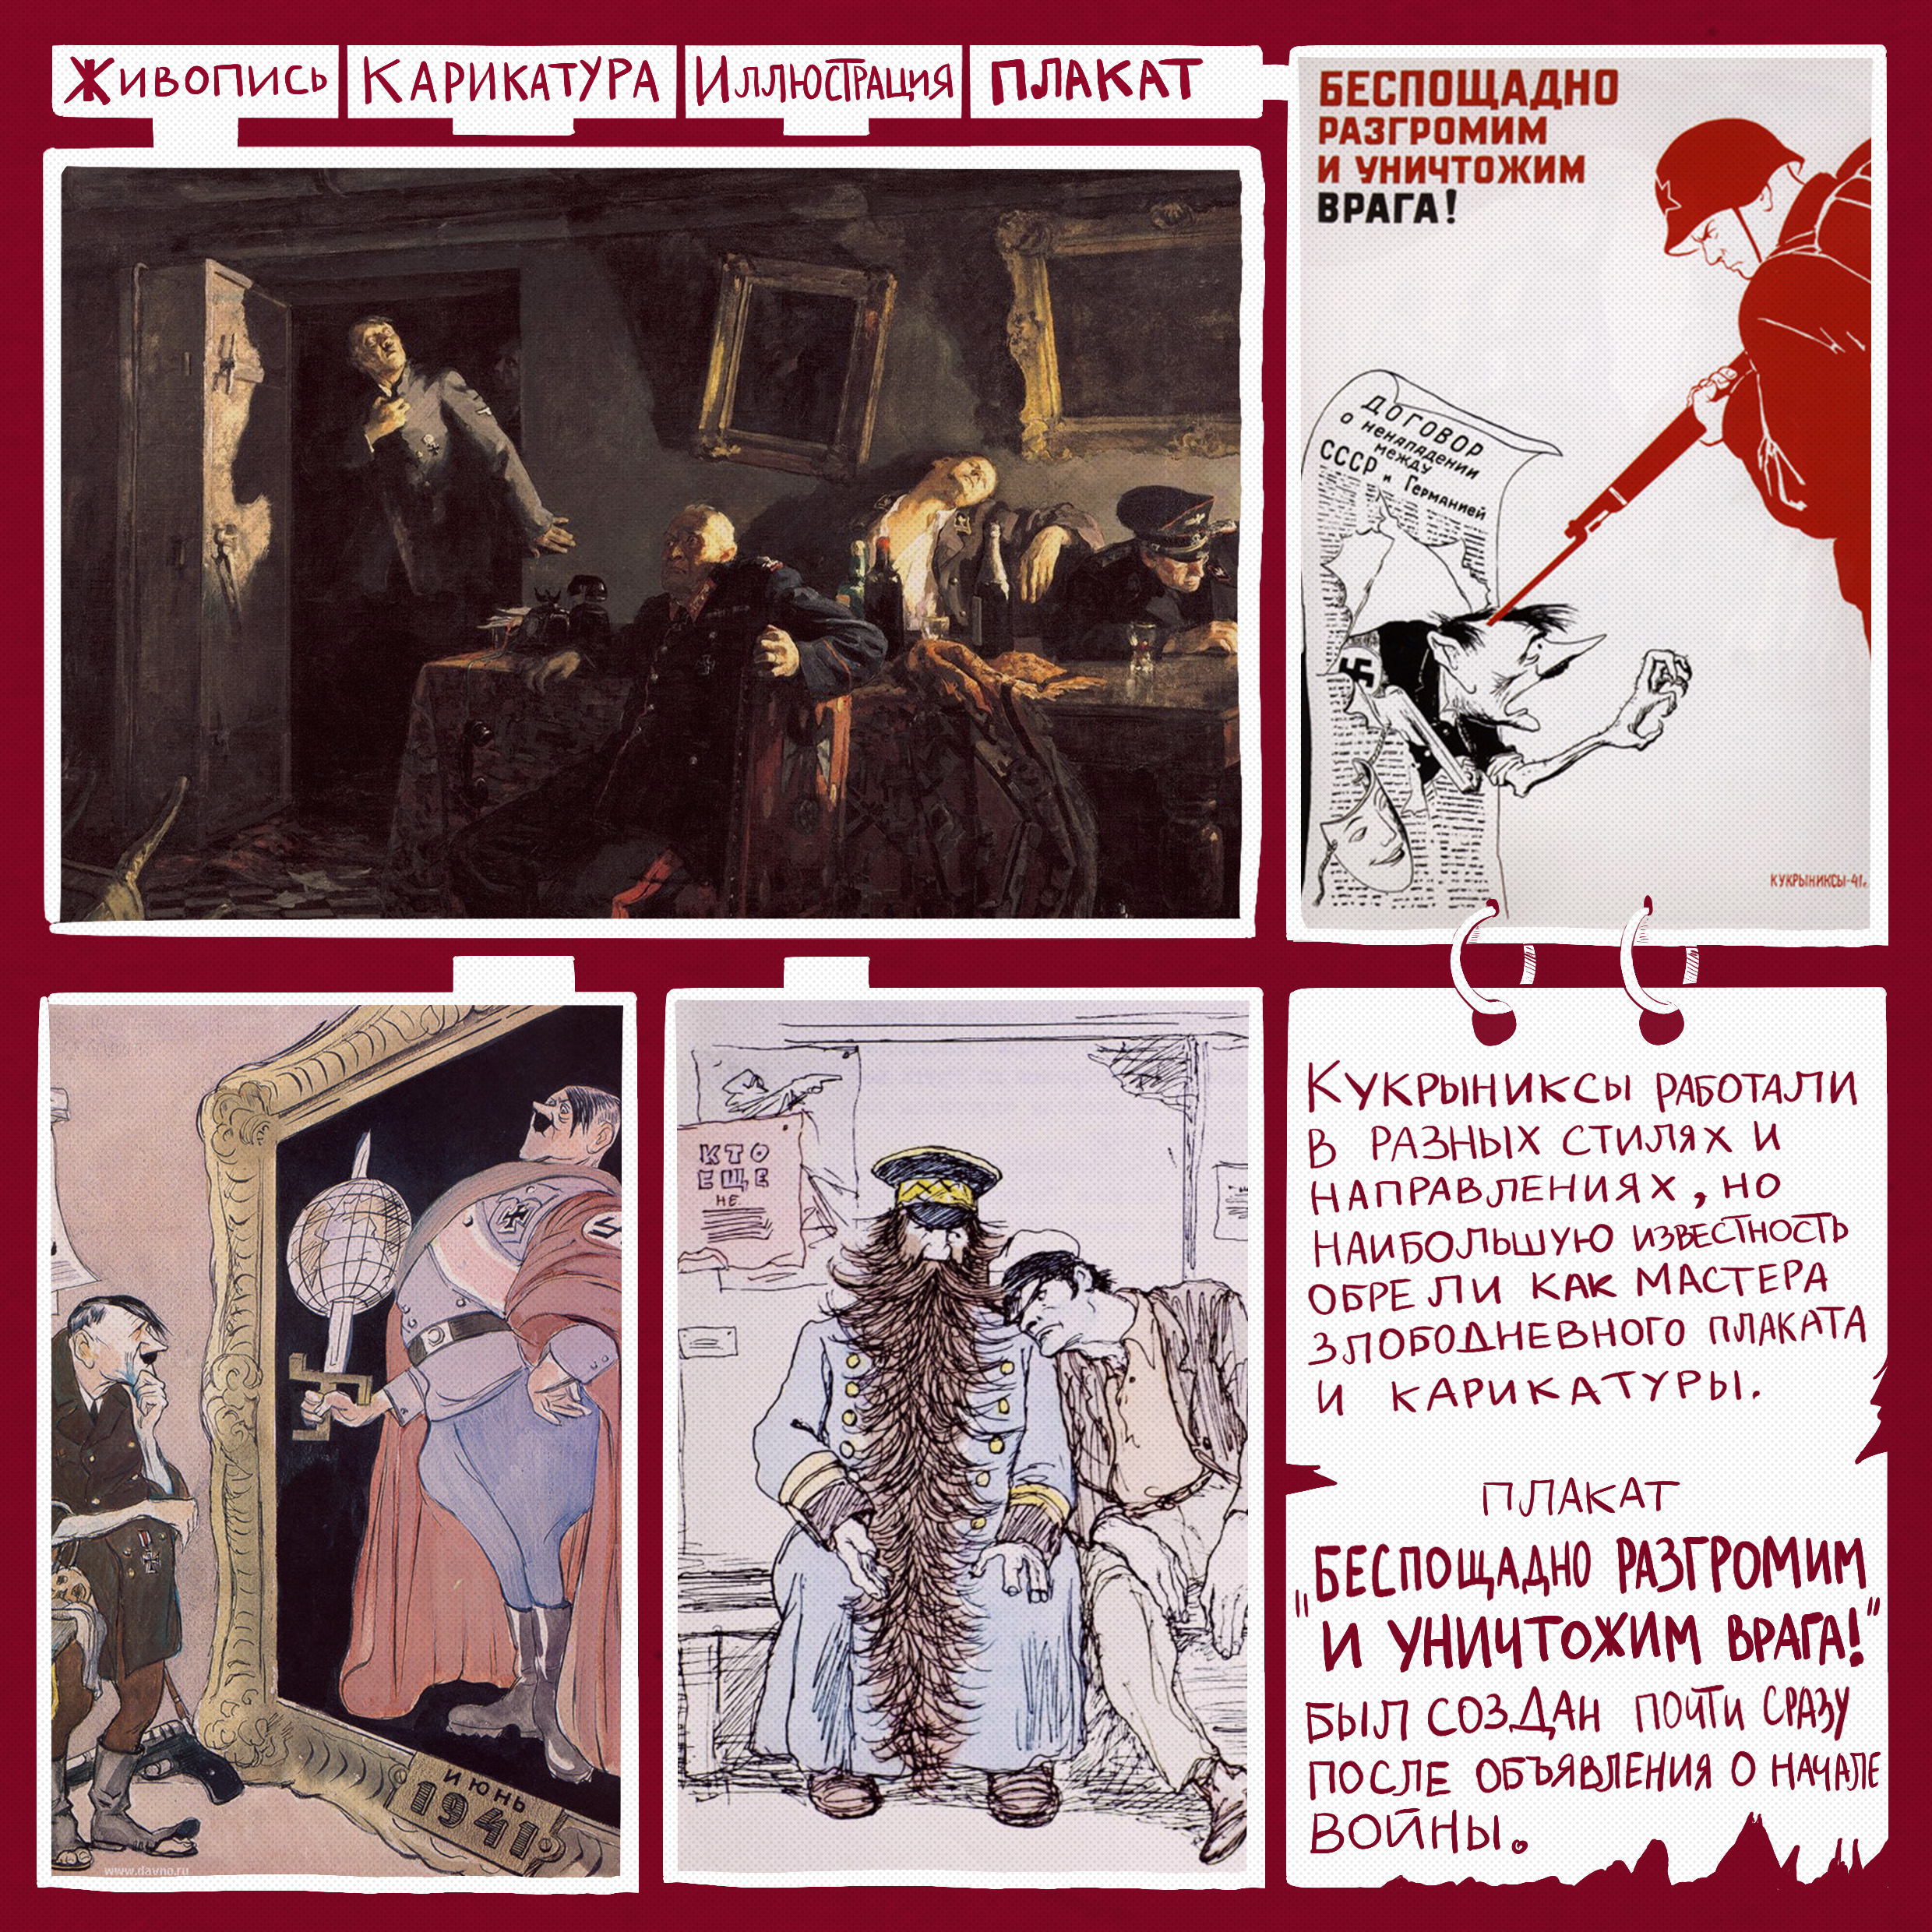 Живопись
Карикатура
Иллюстрация
ПЛАКАТ
БЕСПОЩАДНО
РАЗГРОМИМ
И УНИЧТОЖИМ
ВРАГА!
ДОГОВОР
о ненападении
между
СССР и Германией
КУКРЫНИКСЫ-41г.
ИЮНЬ
1941
www.davno.ru
КТО
ЕЩЕ
НЕ
Кукрыниксы работали
в разных стилях и
направлениях, но
наибольшую известность
обрели как мастера
злободневного плаката
и карикатуры.
ПЛАКАТ
„БЕСПОЩАДНО РАЗГРОМИМ
И УНИЧТОЖИМ ВРАГА!“
был создан почти сразу
после объявления о начале
войны.